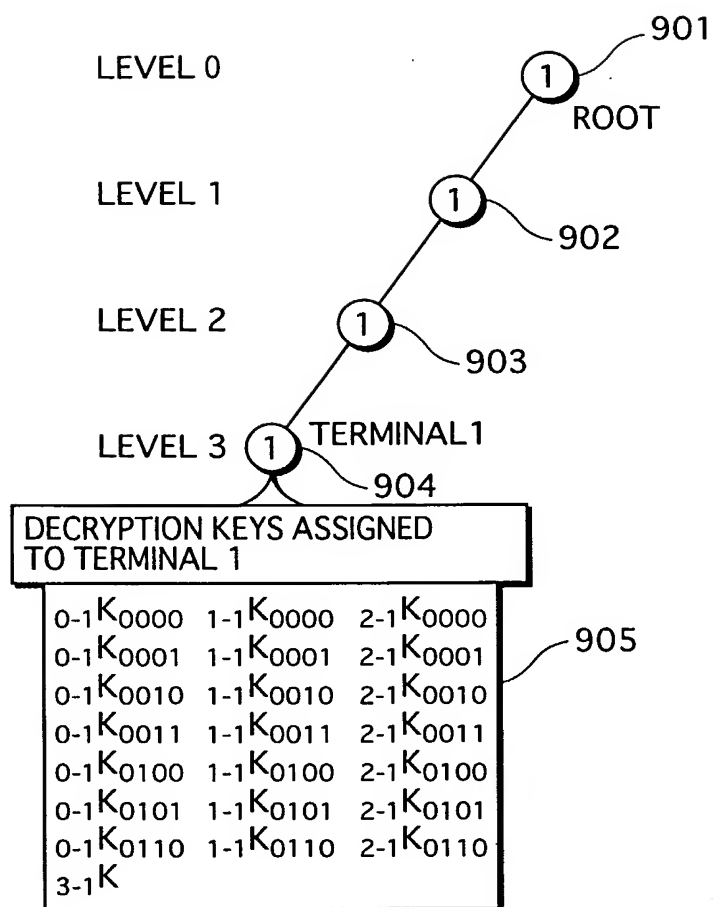 LEVEL 0
1
901
ROOT
LEVEL 1
1
902
LEVEL 2
1
903
LEVEL 3
1
TERMINAL1
904
DECRYPTION KEYS ASSIGNED
TO TERMINAL 1
0-1K0000 1-1K0000 2-1K0000
0-1K0001 1-1K0001 2-1K0001
0-1K0010 1-1K0010 2-1K0010
0-1K0011 1-1K0011 2-1K0011
0-1K0100 1-1K0100 2-1K0100
0-1K0101 1-1K0101 2-1K0101
0-1K0110 1-1K0110 2-1K0110
3-1K
905